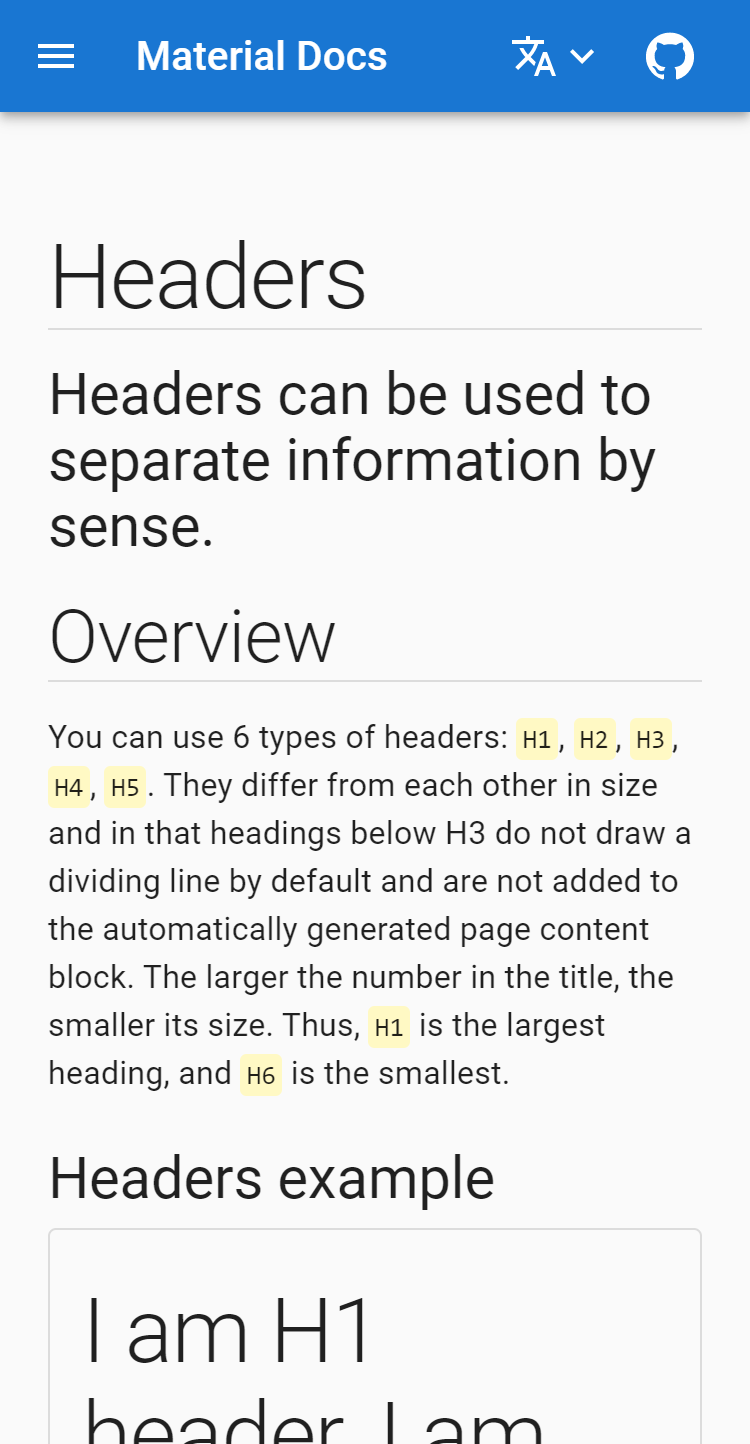 Material Docs
Headers
Headers can be used to
separate information by
sense.
Overview
You can use 6 types of headers: H1, H2, H3,
H4, H5. They differ from each other in size
and in that headings below H3 do not draw a
dividing line by default and are not added to
the automatically generated page content
block. The larger the number in the title, the
smaller its size. Thus, H1 is the largest
heading, and H6 is the smallest.
Headers example
I am H1
header. I am